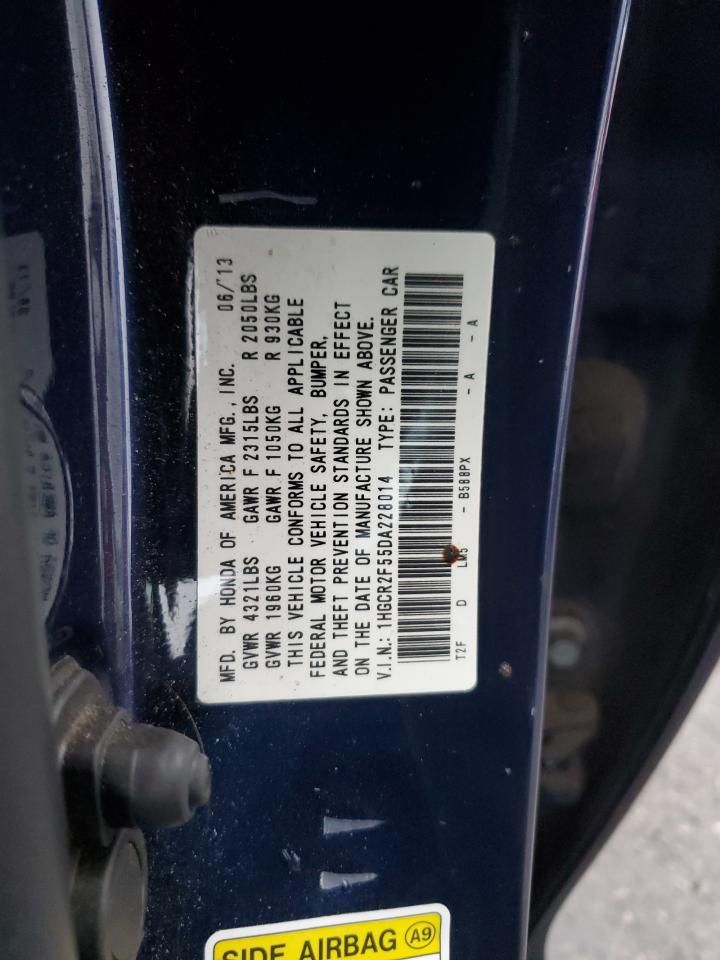 MFD. BY HONDA OF AMERICA MFG., INC. 06/'13
GVWR 4321LBS GAWR F 2315LBS R 2050LBS
GVWR 1960KG GAWR F 1050KG R 930KG
THIS VEHICLE CONFORMS TO ALL APPLICABLE
FEDERAL MOTOR VEHICLE SAFETY, BUMPER,
AND THEFT PREVENTION STANDARDS IN EFFECT
ON THE DATE OF MANUFACTURE SHOWN ABOVE.
V.I.N.: 1HGCR2F55DA228014 TYPE: PASSENGER CAR
T2F D LM5 - B588PX - A - A
SIDE AIRBAG A9